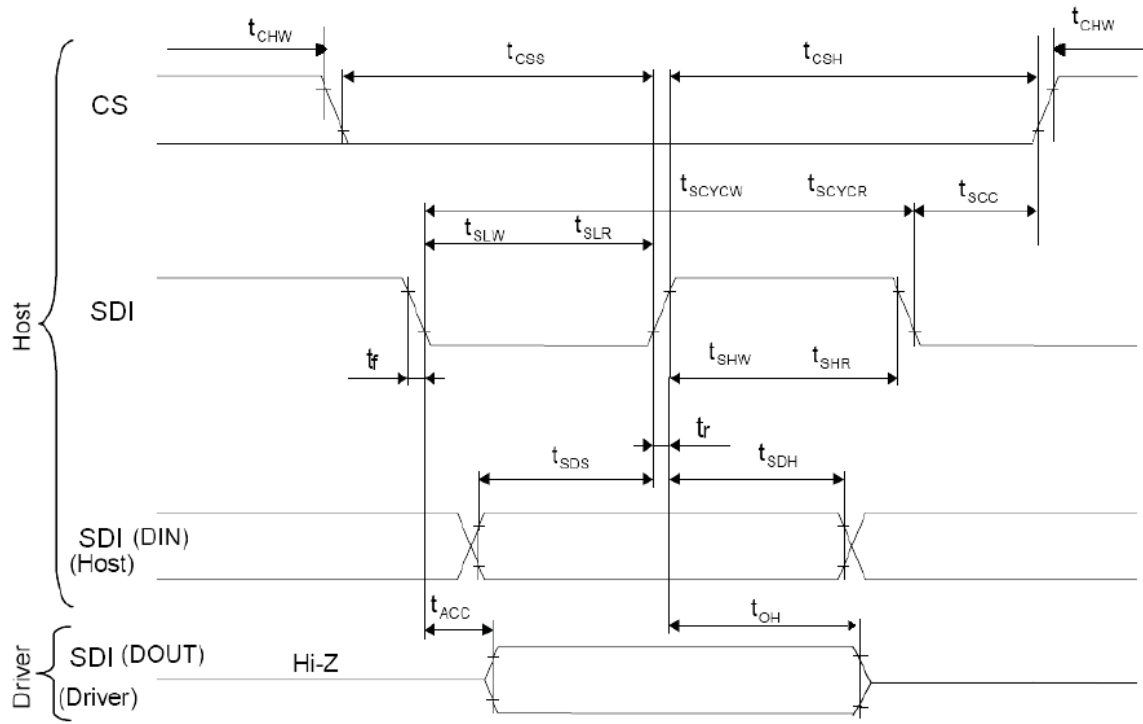 tCHW
tCHW
tCSS
tCSH
CS
tSCYCW
tSCYCR
tSCC
tSLW
tSLR
SDI
Host
tf
tSHW
tSHR
tr
tSDS
tSDH
SDI (DIN)
(Host)
tACC
tOH
SDI (DOUT)
Hi-Z
Driver
(Driver)